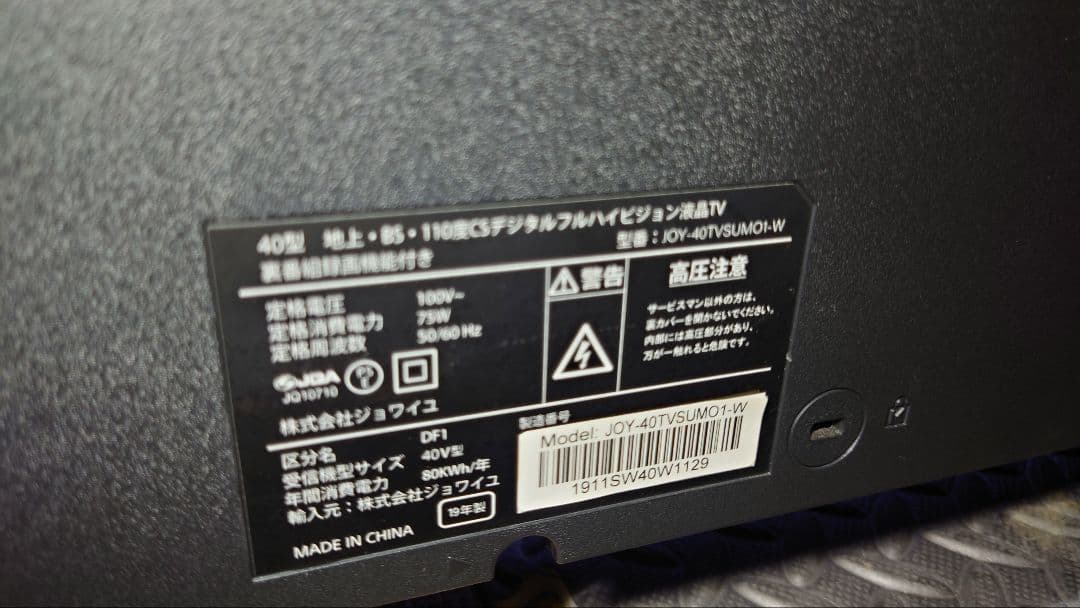 40型 地上・BS・110度CSデジタルフルハイビジョン液晶TV
裏番組録画機能付き
型番：JOY-40TVSUMO1-W
定格電圧 100V~
定格消費電力 75W
定格周波数 50/60 Hz
JQA
JQ10710
PS
E
株式会社ジョワイユ
警告
高圧注意
サービスマン以外の方は、
裏カバーを開かないでください。
内部には高圧部分があり、
万が一触れると危険です。
区分名 DF1
受信機型サイズ 40V型
年間消費電力 80KWh/年
輸入元：株式会社ジョワイユ
19年製
MADE IN CHINA
製造番号
Model: JOY-40TVSUMO1-W
1911SW40W1129